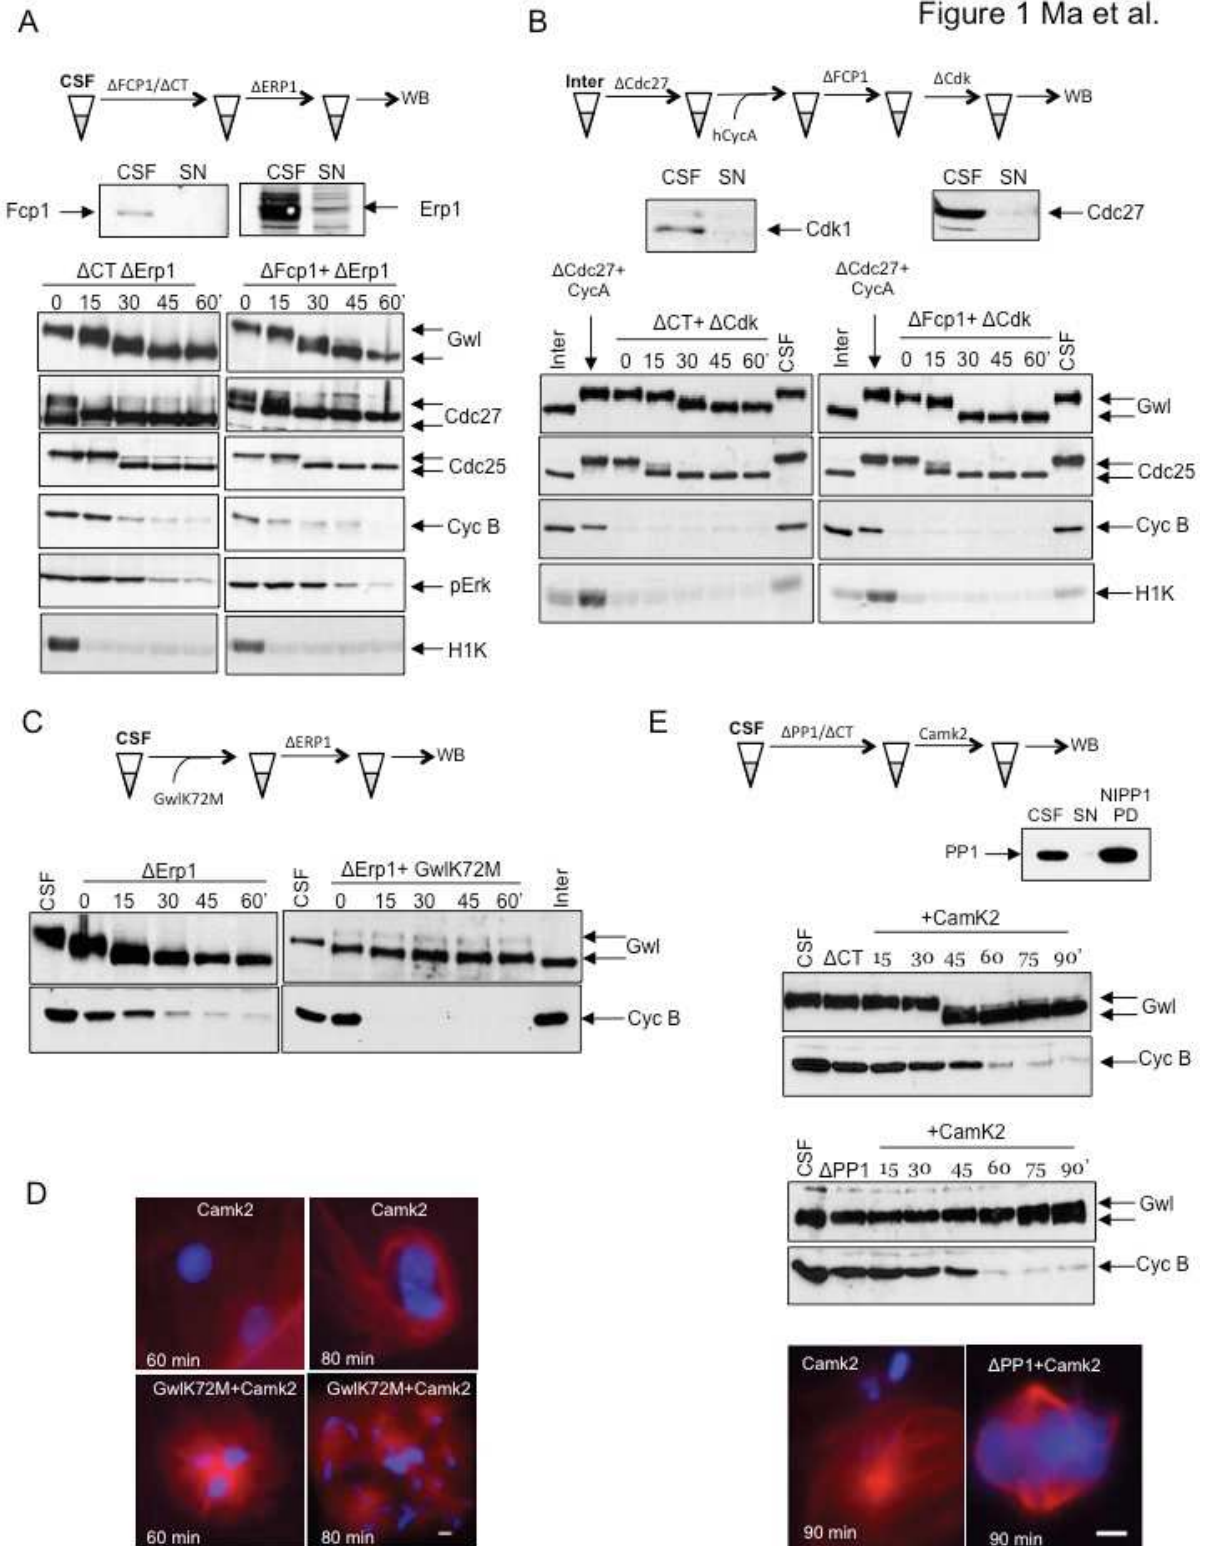 Figure 1 Ma et al.
A
CSF ΔFCP1/ΔCT ΔERP1 WB
CSF SN CSF SN
Fcp1 Erp1
ΔCT ΔErp1 ΔFcp1+ ΔErp1
0 15 30 45 60' 0 15 30 45 60'
Gwl
Cdc27
Cdc25
Cyc B
pErk
H1K
B
Inter ΔCdc27 hCycA ΔFCP1 ΔCdk WB
CSF SN CSF SN
Cdk1 Cdc27
ΔCdc27+ ΔCdc27+
CycA CycA
Inter ΔCT+ ΔCdk CSF Inter ΔFcp1+ ΔCdk CSF
0 15 30 45 60' 0 15 30 45 60'
Gwl
Cdc25
Cyc B
H1K
C
CSF ΔERP1 WB
GwlK72M
CSF ΔErp1 CSF ΔErp1+ GwlK72M Inter
0 15 30 45 60' 0 15 30 45 60'
Gwl
Cyc B
D
Camk2 Camk2
60 min 80 min
GwlK72M+Camk2 GwlK72M+Camk2
60 min 80 min
E
CSF ΔPP1/ΔCT Camk2 WB
NIPP1
CSF SN PD
PP1
+CamK2
CSF ΔCT 15 30 45 60 75 90'
Gwl
Cyc B
+CamK2
CSF ΔPP1 15 30 45 60 75 90'
Gwl
Cyc B
Camk2 ΔPP1+Camk2
90 min 90 min